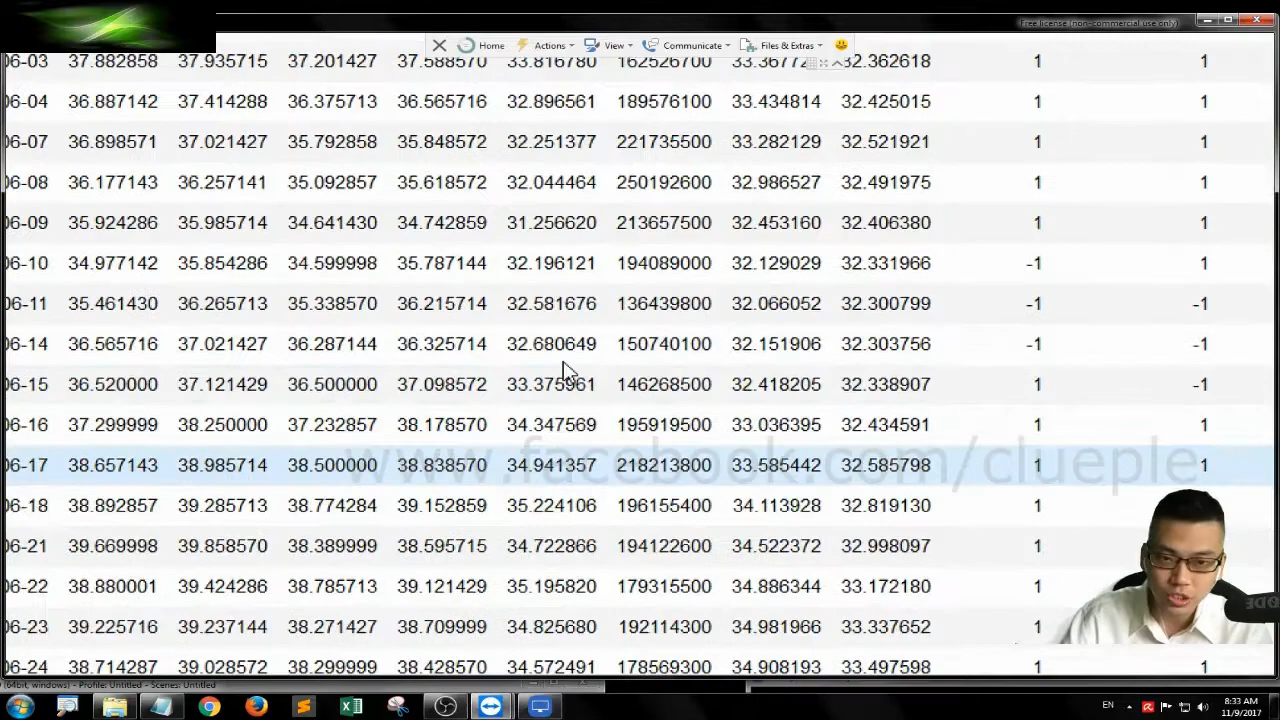 Free license (non-commercial use only)
Home Actions View Communicate Files & Extras
06-03 37.882858 37.935715 37.201427 37.588570 33.816780 162526700 33.3677 32.362618 1 1
06-04 36.887142 37.414288 36.375713 36.565716 32.896561 189576100 33.434814 32.425015 1 1
06-07 36.898571 37.021427 35.792858 35.848572 32.251377 221735500 33.282129 32.521921 1 1
06-08 36.177143 36.257141 35.092857 35.618572 32.044464 250192600 32.986527 32.491975 1 1
06-09 35.924286 35.985714 34.641430 34.742859 31.256620 213657500 32.453160 32.406380 1 1
06-10 34.977142 35.854286 34.599998 35.787144 32.196121 194089000 32.129029 32.331966 -1 1
06-11 35.461430 36.265713 35.338570 36.215714 32.581676 136439800 32.066052 32.300799 -1 -1
06-14 36.565716 37.021427 36.287144 36.325714 32.680649 150740100 32.151906 32.303756 -1 -1
06-15 36.520000 37.121429 36.500000 37.098572 33.375961 146268500 32.418205 32.338907 1 -1
06-16 37.299999 38.250000 37.232857 38.178570 34.347569 195919500 33.036395 32.434591 1 1
06-17 38.657143 38.985714 38.500000 38.838570 34.941357 218213800 33.585442 32.585798 1 1
www.facebook.com/clueple
06-18 38.892857 39.285713 38.774284 39.152859 35.224106 196155400 34.113928 32.819130 1
06-21 39.669998 39.858570 38.389999 38.595715 34.722866 194122600 34.522372 32.998097 1
06-22 38.880001 39.424286 38.785713 39.121429 35.195820 179315500 34.886344 33.172180 1
06-23 39.225716 39.237144 38.271427 38.709999 34.825680 192114300 34.981966 33.337652 1
06-24 38.714287 39.028572 38.299999 38.428570 34.572491 178569300 34.908193 33.497598 1 1
(64bit, windows) - Profile: Untitled - Scenes: Untitled
EN 8:33 AM
11/9/2017